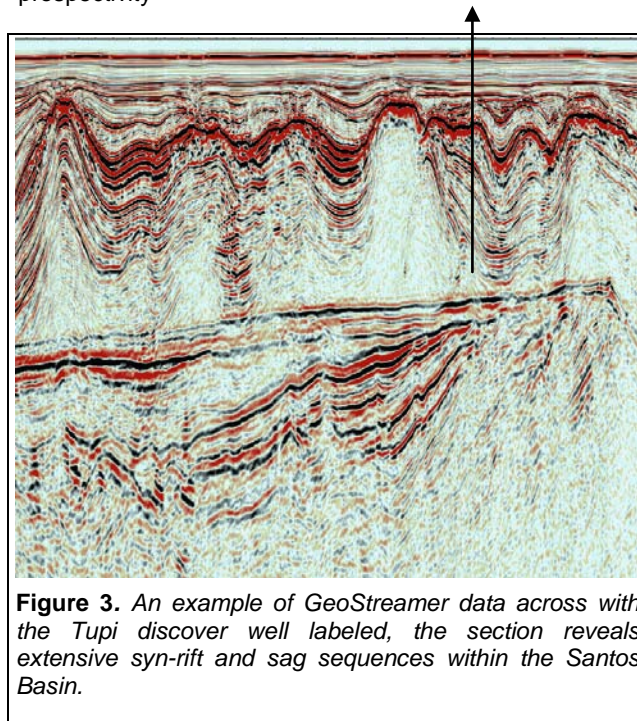 prospectivity
Figure 3. An example of GeoStreamer data across with
the Tupi discover well labeled, the section reveals
extensive syn-rift and sag sequences within the Santos
Basin.